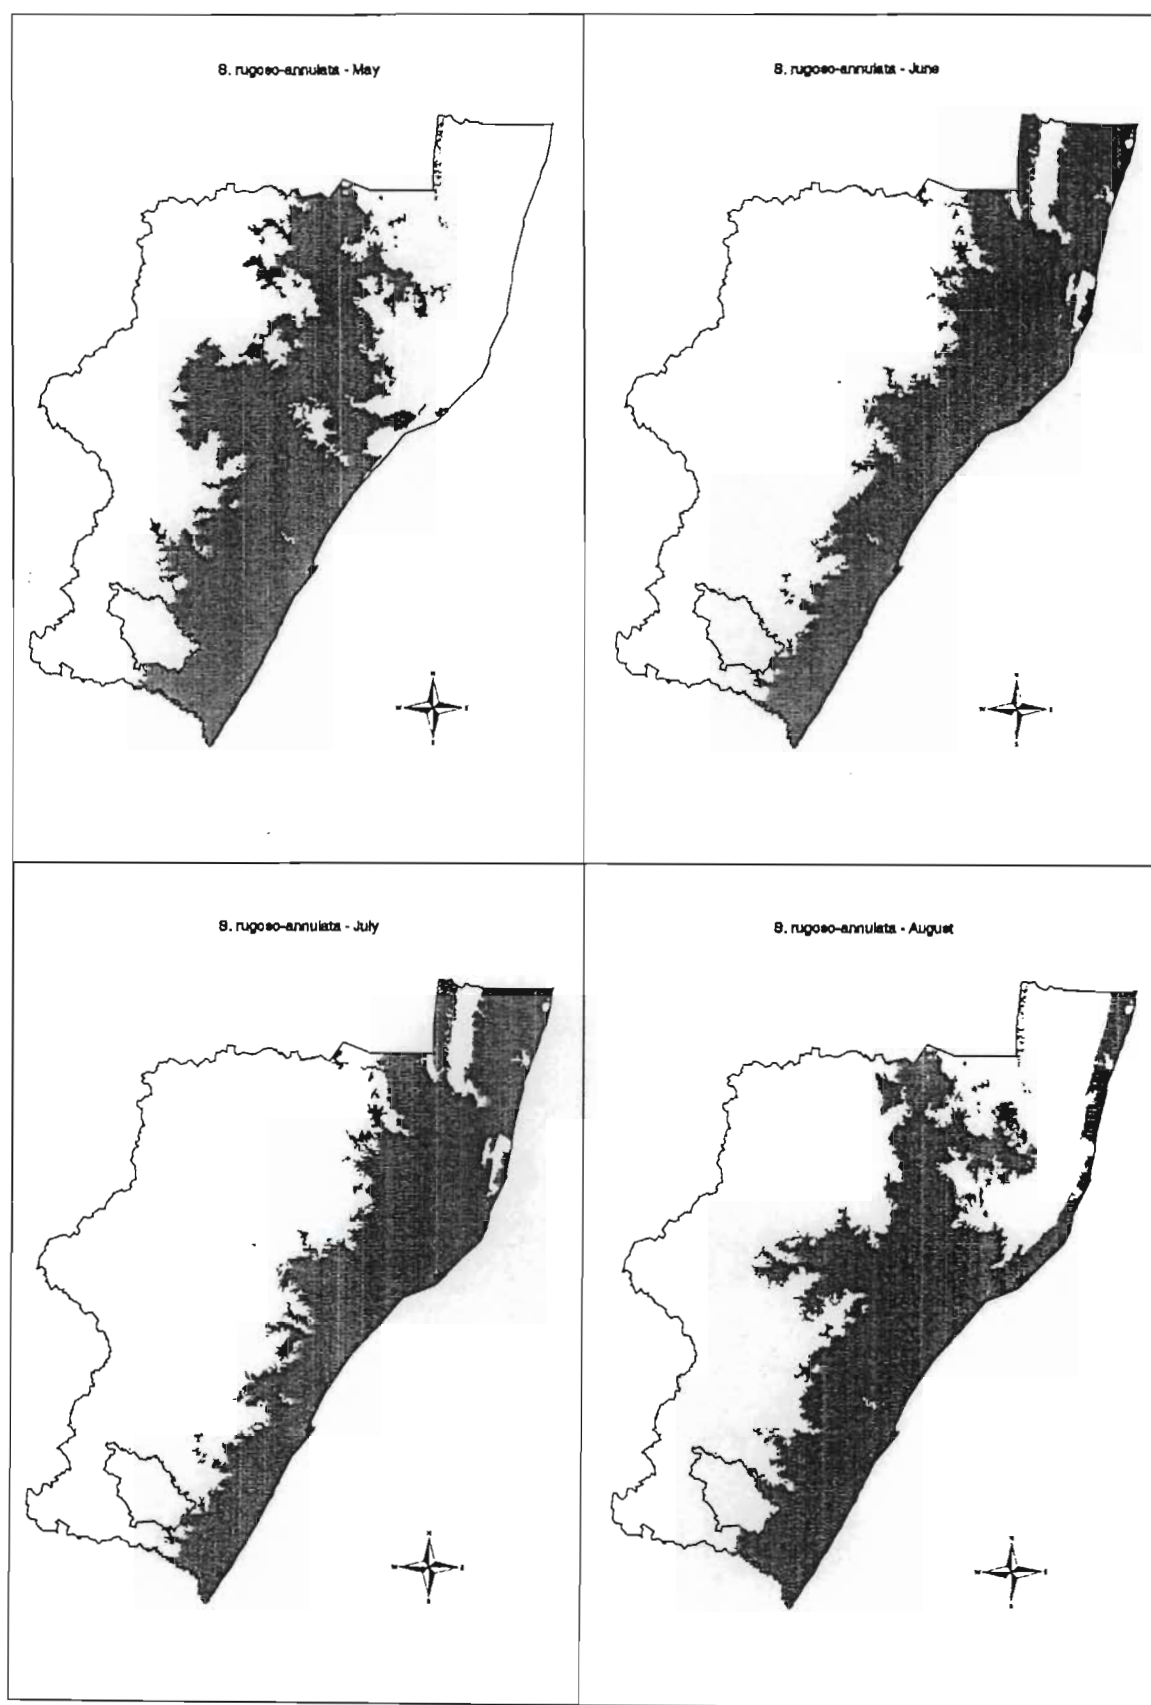 S. rugoso-annulata - May
S. rugoso-annulata - June
N
W E
S
N
W E
S
S. rugoso-annulata - July
S. rugoso-annulata - August
N
W E
S
N
W E
S